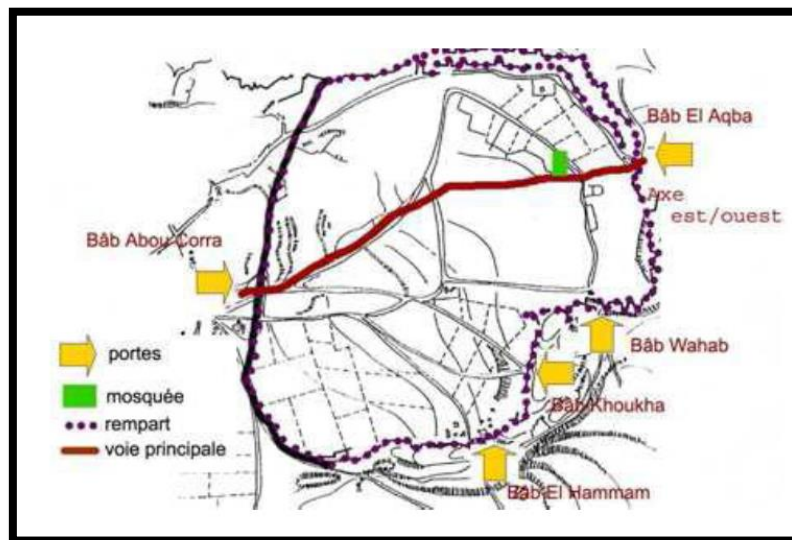 Bâb El Aqba
Axe
est/ouest
Bâb Abou Corra
Bâb Wahab
Bâb Khoukha
Bâb El Hammam
portes
mosquée
rempart
voie principale